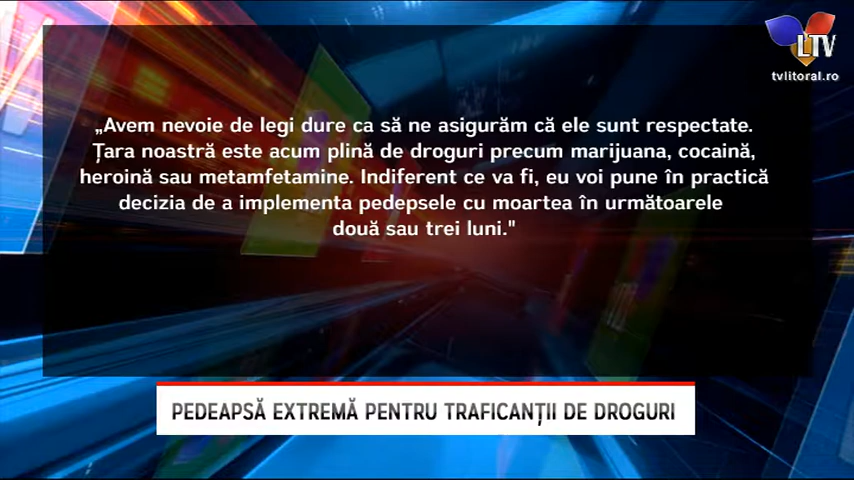 LTV
tvlitoral.ro
„Avem nevoie de legi dure ca să ne asigurăm că ele sunt respectate.
Țara noastră este acum plină de droguri precum marijuana, cocaină,
heroină sau metamfetamine. Indiferent ce va fi, eu voi pune în practică
decizia de a implementa pedepsele cu moartea în următoarele
două sau trei luni."
PEDEAPSĂ EXTREMĂ PENTRU TRAFICANȚII DE DROGURI